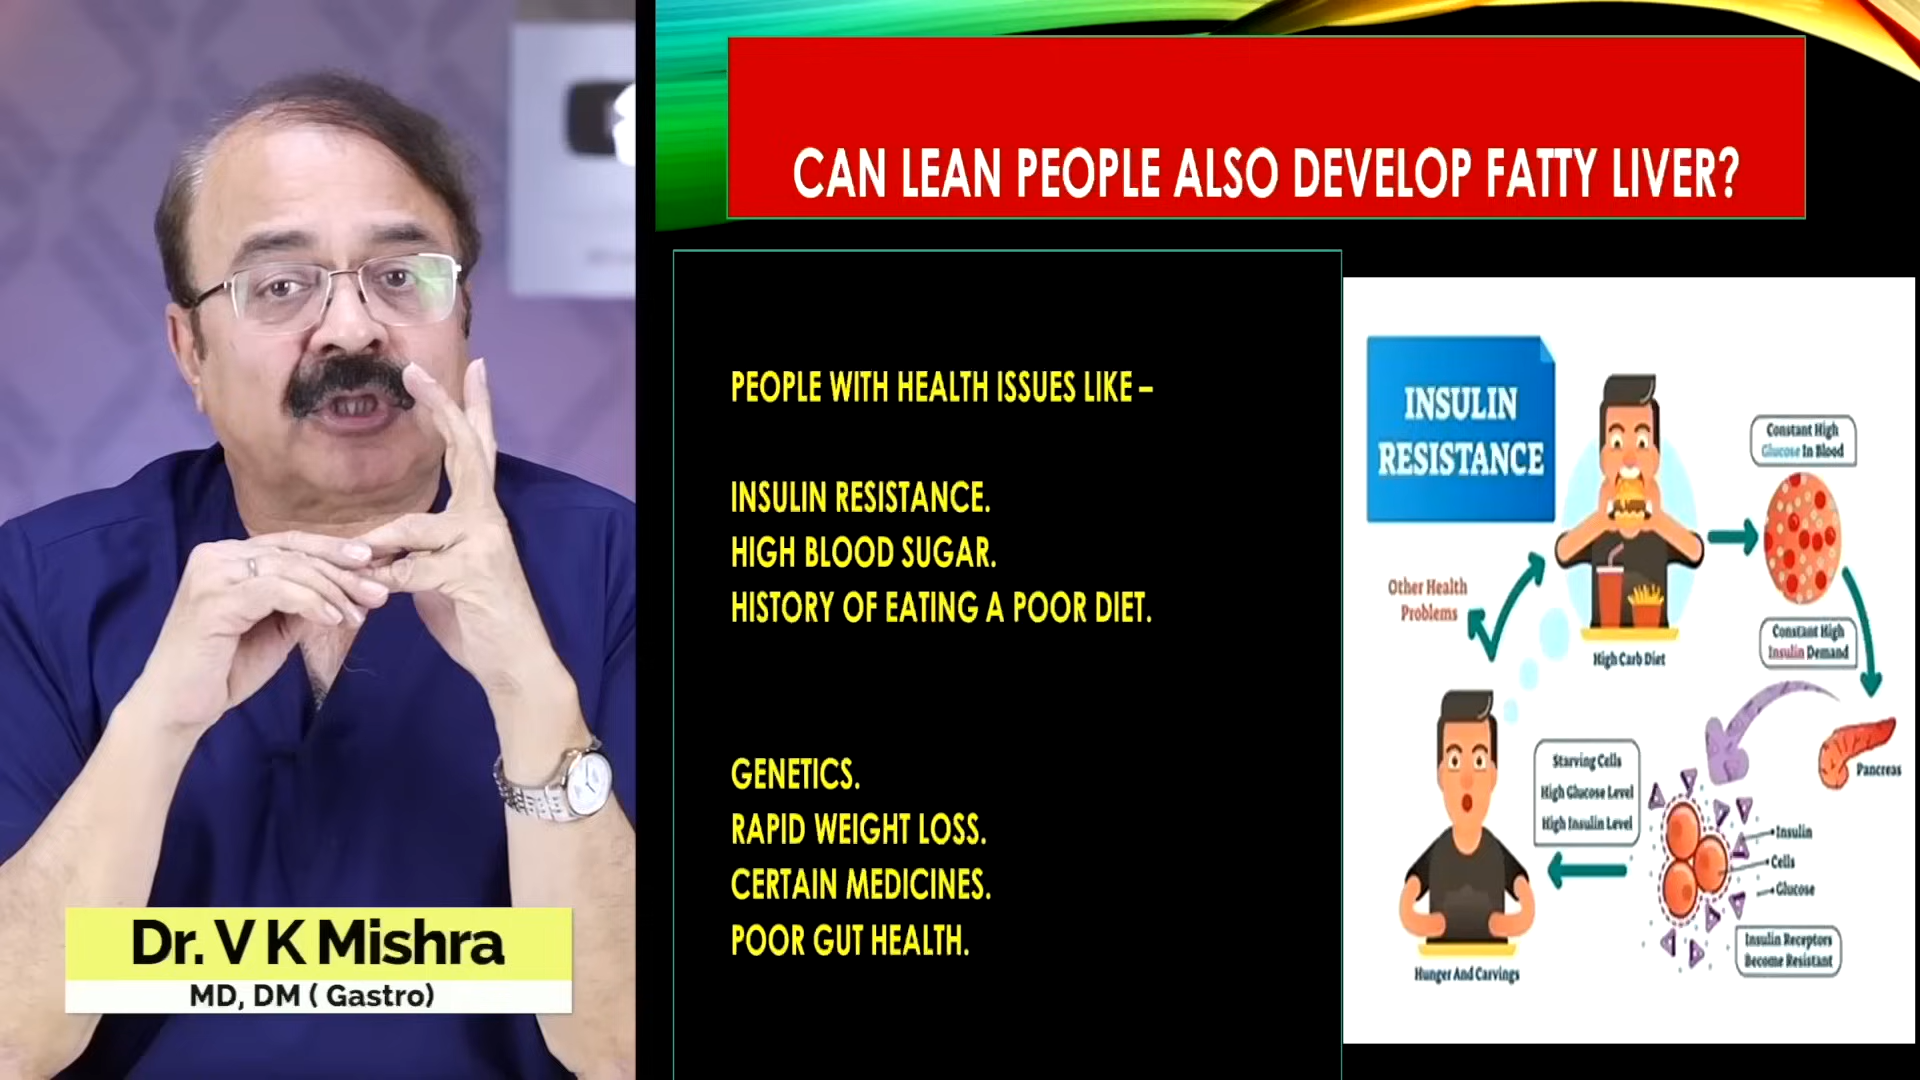 CAN LEAN PEOPLE ALSO DEVELOP FATTY LIVER?
PEOPLE WITH HEALTH ISSUES LIKE –
INSULIN RESISTANCE.
HIGH BLOOD SUGAR.
HISTORY OF EATING A POOR DIET.
GENETICS.
RAPID WEIGHT LOSS.
CERTAIN MEDICINES.
POOR GUT HEALTH.
INSULIN
RESISTANCE
Constant High
Glucose In Blood
Other Health
Problems
High Carb Diet
Constant High
Insulin Demand
Pancreas
Starving Cells
High Glucose Level
High Insulin Level
Insulin
Cells
Glucose
Insulin Receptors
Become Resistant
Hunger And Carvings
Dr. V K Mishra
MD, DM ( Gastro)